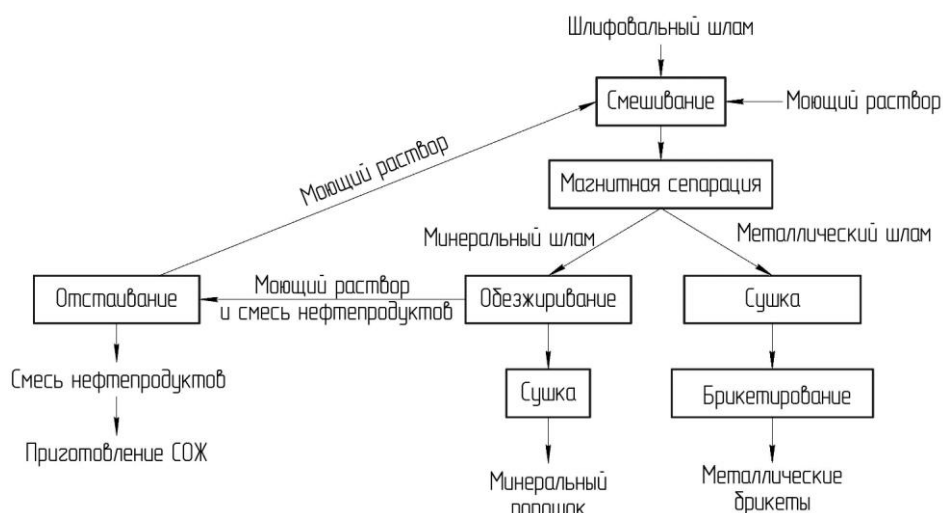 Шлифовальный шлам
Смешивание
Моющий раствор
Моющий раствор
Магнитная сепарация
Минеральный шлам
Металлический шлам
Отстаивание
Моющий раствор
и смесь нефтепродуктов
Обезжиривание
Сушка
Смесь нефтепродуктов
Сушка
Брикетирование
Приготовление СОЖ
Минеральный
порошок
Металлические
брикеты